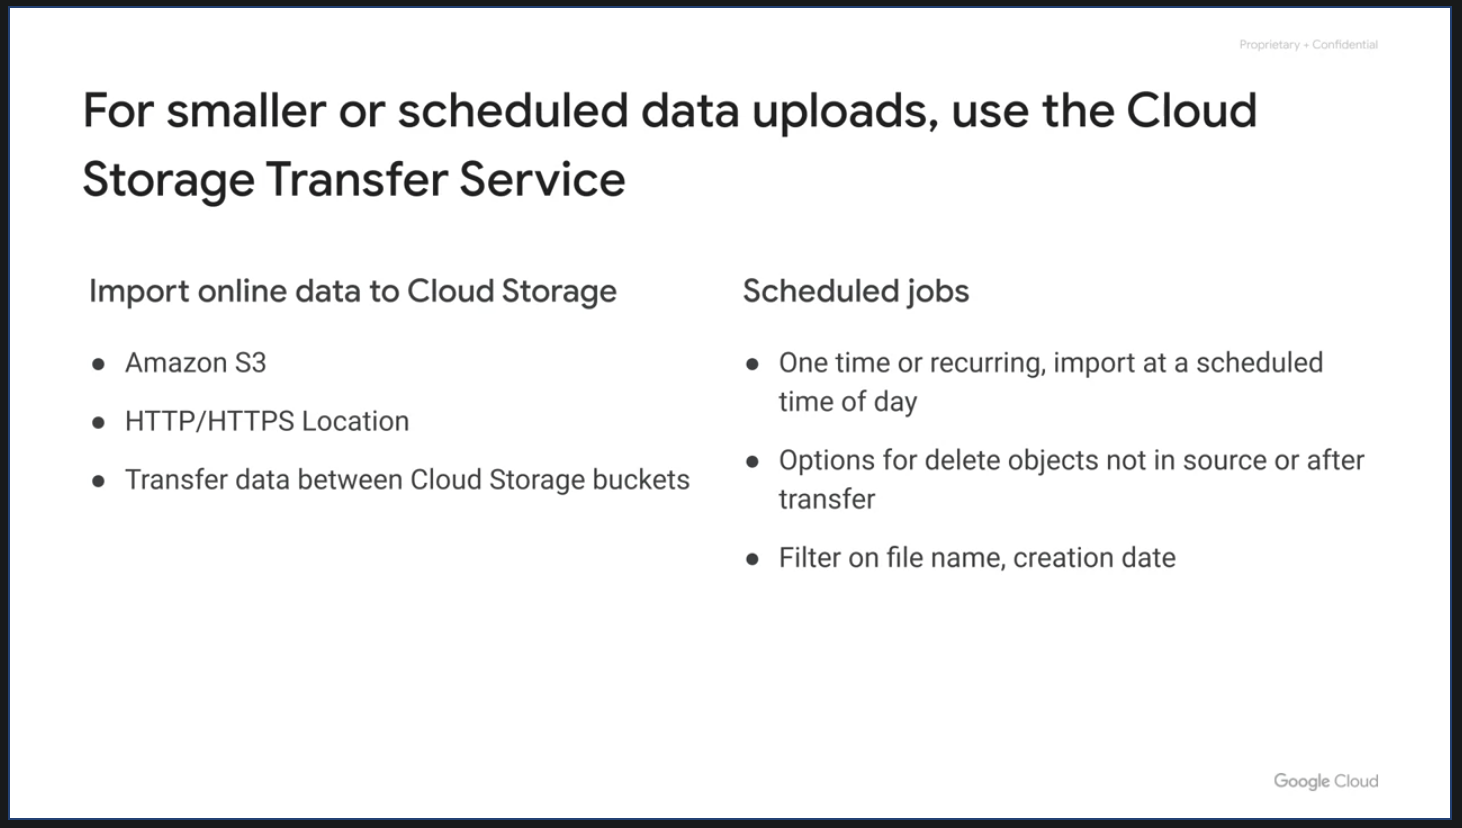 Proprietary + Confidential
For smaller or scheduled data uploads, use the Cloud
Storage Transfer Service
Import online data to Cloud Storage
● Amazon S3
● HTTP/HTTPS Location
● Transfer data between Cloud Storage buckets
Scheduled jobs
● One time or recurring, import at a scheduled
time of day
● Options for delete objects not in source or after
transfer
● Filter on file name, creation date
Google Cloud